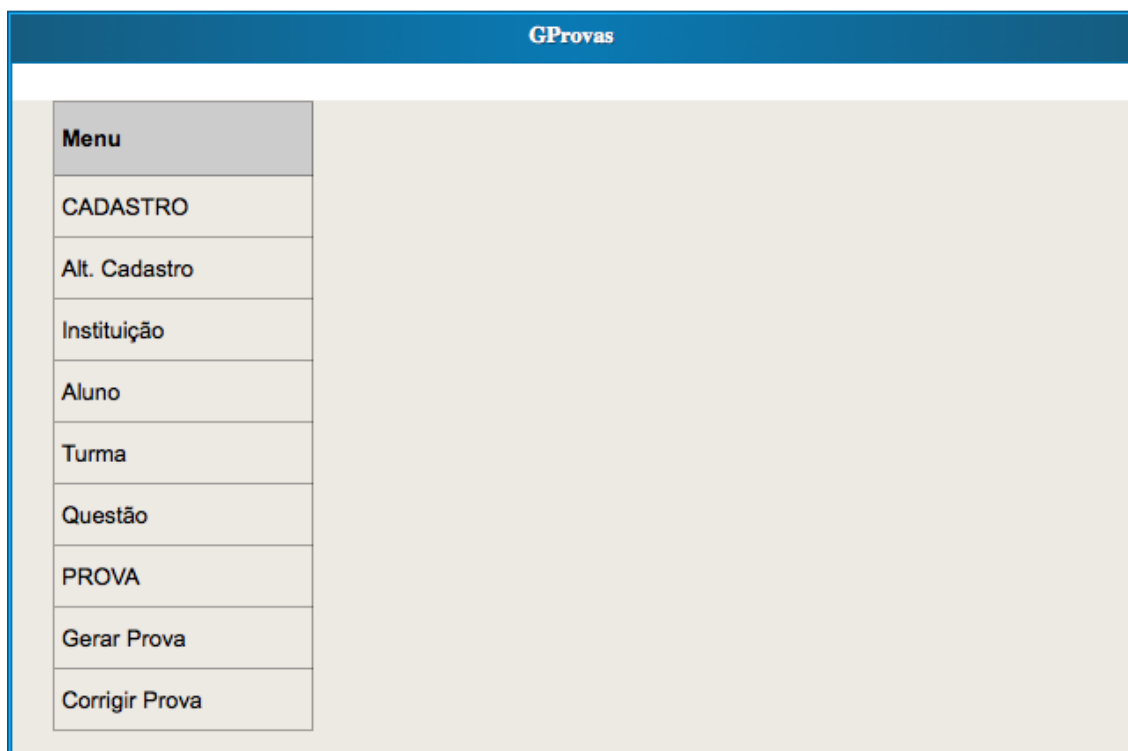 GProvas
Menu
CADASTRO
Alt. Cadastro
Instituição
Aluno
Turma
Questão
PROVA
Gerar Prova
Corrigir Prova